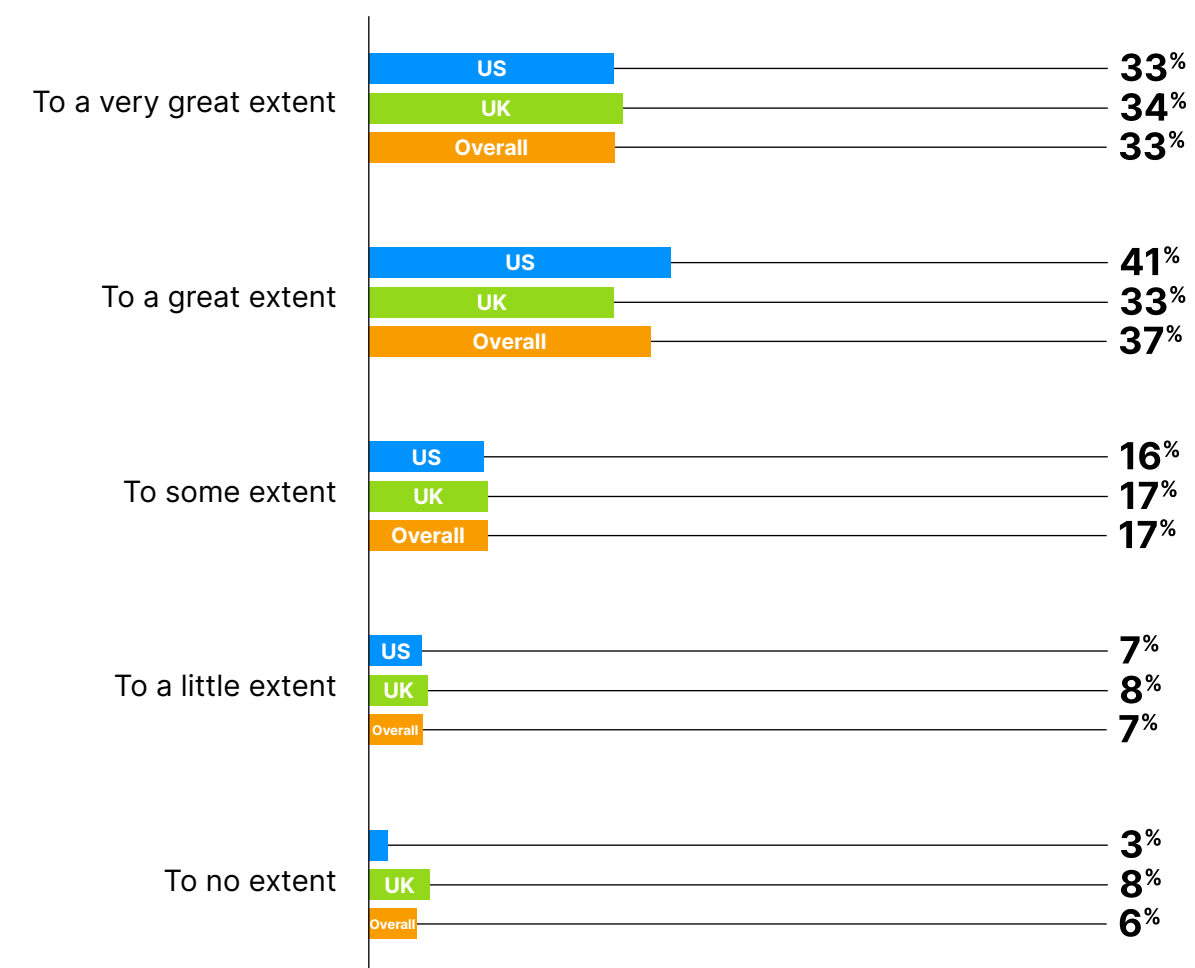 US 33%
To a very great extent UK 34%
Overall 33%
US 41%
To a great extent UK 33%
Overall 37%
US 16%
To some extent UK 17%
Overall 17%
US 7%
To a little extent UK 8%
Overall 7%
3%
To no extent UK 8%
Overall 6%